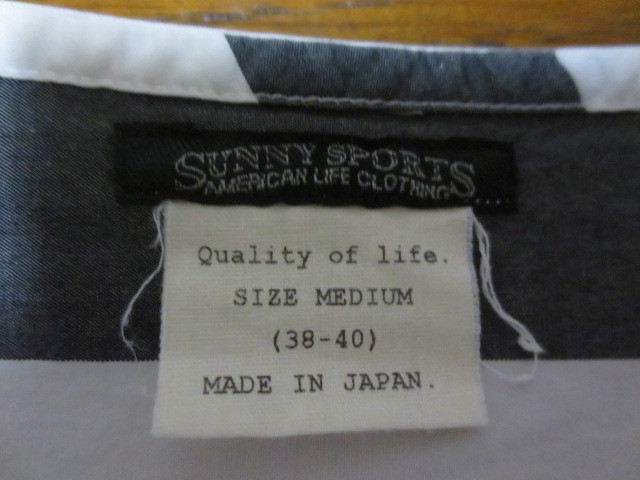 SUNNY SPORTS
AMERICAN LIFE CLOTHING
Quality of life.
SIZE MEDIUM
(38-40)
MADE IN JAPAN.